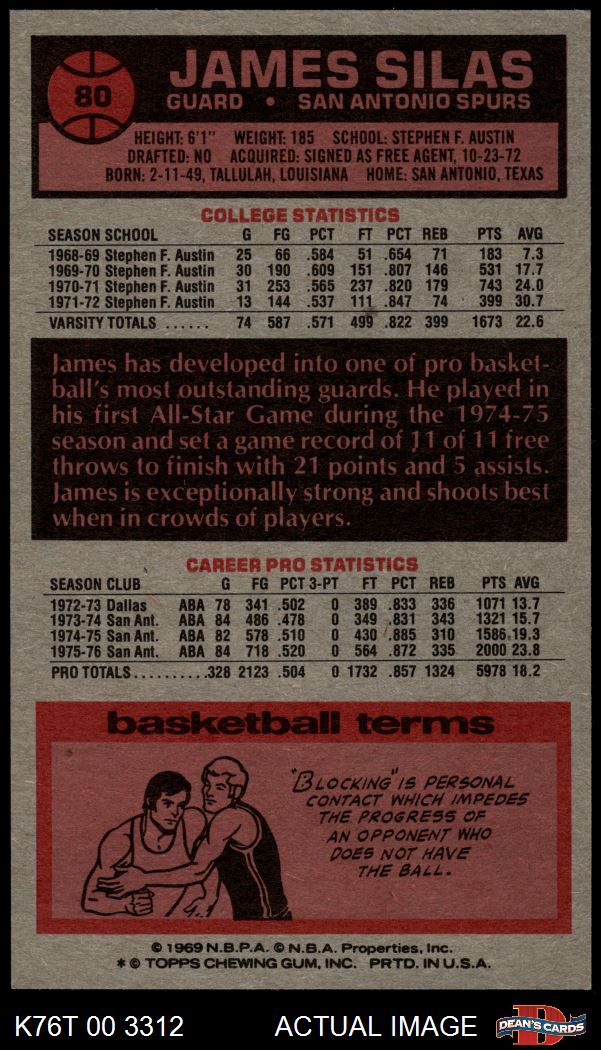 80
JAMES SILAS
GUARD • SAN ANTONIO SPURS
HEIGHT: 6'1" WEIGHT: 185 SCHOOL: STEPHEN F. AUSTIN
DRAFTED: NO ACQUIRED: SIGNED AS FREE AGENT, 10-23-72
BORN: 2-11-49, TALLULAH, LOUISIANA HOME: SAN ANTONIO, TEXAS
COLLEGE STATISTICS
SEASON SCHOOL G FG PCT FT PCT REB PTS AVG
1968-69 Stephen F. Austin 25 66 .584 51 .654 71 183 7.3
1969-70 Stephen F. Austin 30 190 .609 151 .807 146 531 17.7
1970-71 Stephen F. Austin 31 253 .565 237 .820 179 743 24.0
1971-72 Stephen F. Austin 13 144 .537 111 .847 74 399 30.7
VARSITY TOTALS ...... 74 587 .571 499 .822 399 1673 22.6
James has developed into one of pro basket-
ball's most outstanding guards. He played in
his first All-Star Game during the 1974-75
season and set a game record of 11 of 11 free
throws to finish with 21 points and 5 assists.
James is exceptionally strong and shoots best
when in crowds of players.
CAREER PRO STATISTICS
SEASON CLUB G FG PCT 3-PT FT PCT REB PTS AVG
1972-73 Dallas ABA 78 341 .502 0 389 .833 336 1071 13.7
1973-74 San Ant. ABA 84 486 .478 0 349 .831 343 1321 15.7
1974-75 San Ant. ABA 82 578 .510 0 430 .885 310 1586 19.3
1975-76 San Ant. ABA 84 718 .520 0 564 .872 335 2000 23.8
PRO TOTALS..........328 2123 .504 0 1732 .857 1324 5978 18.2
basketball terms
"BLOCKING" IS PERSONAL
CONTACT WHICH IMPEDES
THE PROGRESS OF
AN OPPONENT WHO
DOES NOT HAVE
THE BALL.
© 1969 N.B.P.A. © N.B.A. Properties, Inc.
* © TOPPS CHEWING GUM, INC. PRTD. IN U.S.A.
K76T 00 3312 ACTUAL IMAGE D DEAN'S CARDS